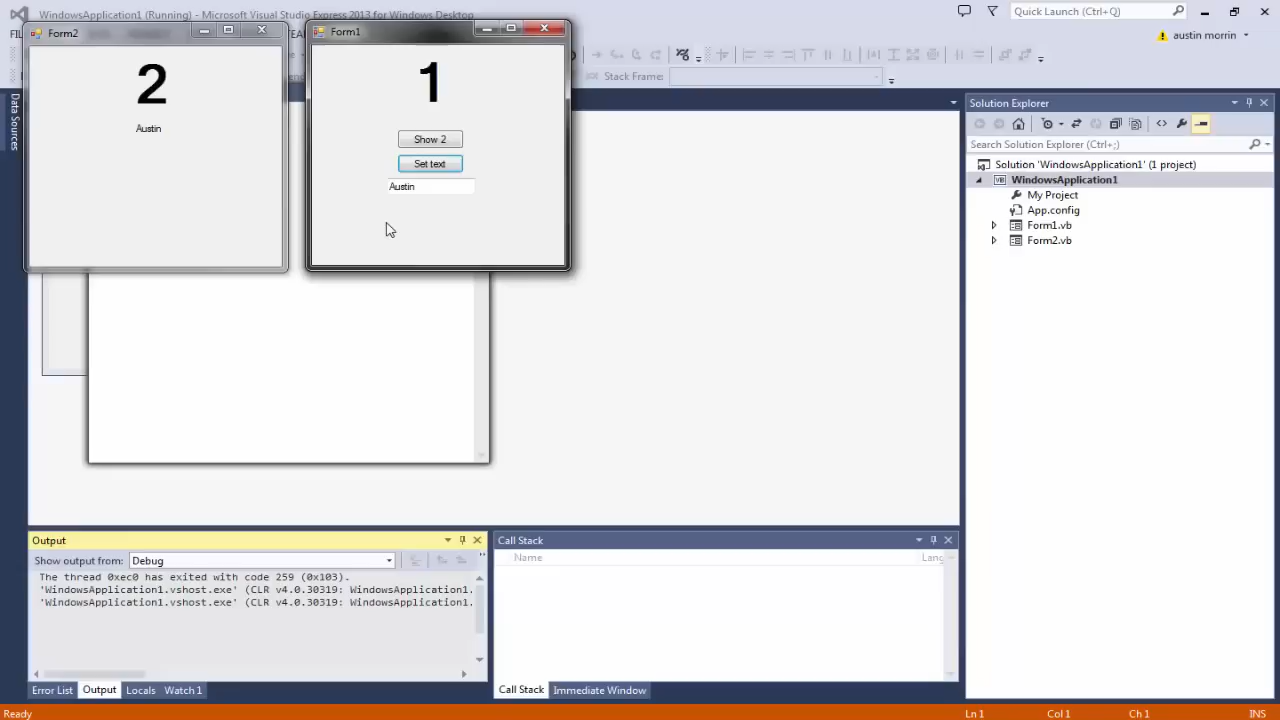 WindowsApplication1 (Running) - Microsoft Visual Studio Express 2013 for Windows Desktop
Quick Launch (Ctrl+Q)
austin morrin
Form2
2
Austin
Form1
1
Show 2
Set text
Austin
Stack Frame:
Data Sources
Solution Explorer
Search Solution Explorer (Ctrl+;)
Solution 'WindowsApplication1' (1 project)
WindowsApplication1
My Project
App.config
Form1.vb
Form2.vb
Output
Show output from: Debug
The thread 0xec0 has exited with code 259 (0x103).
'WindowsApplication1.vshost.exe' (CLR v4.0.30319: WindowsApplication1.
'WindowsApplication1.vshost.exe' (CLR v4.0.30319: WindowsApplication1.
Error List Output Locals Watch 1
Call Stack
Name Lang
Call Stack Immediate Window
Ready Ln 1 Col 1 Ch 1 INS